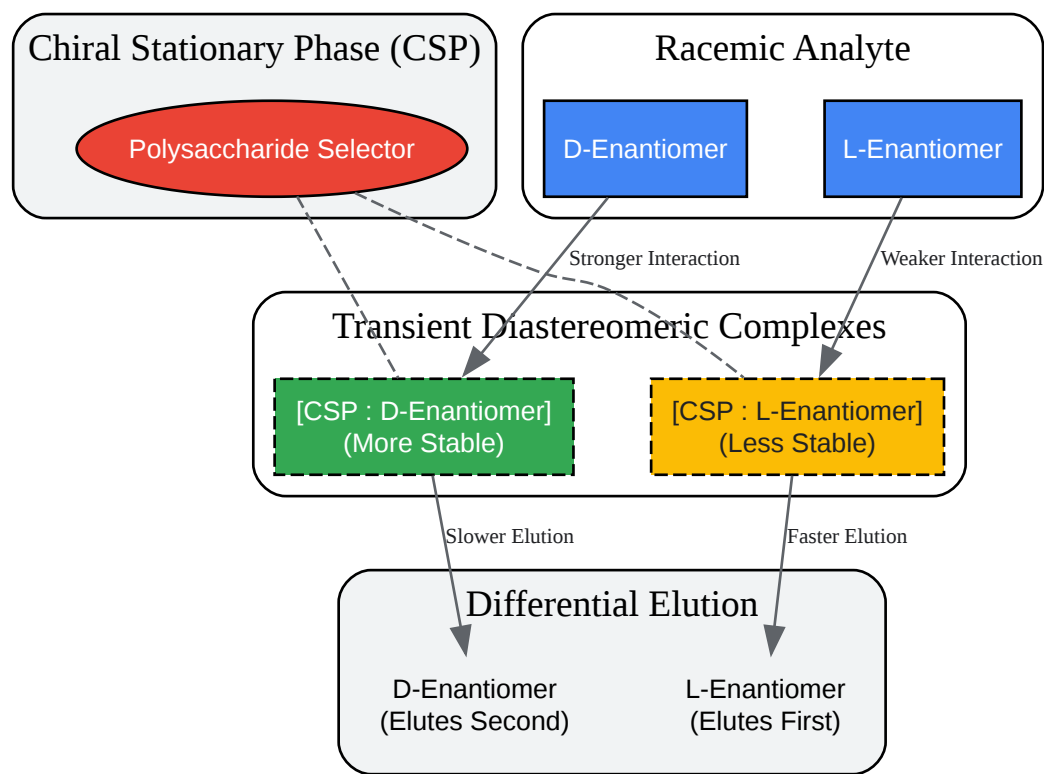 Chiral Stationary Phase (CSP)
Racemic Analyte
Polysaccharide Selector
D-Enantiomer
L-Enantiomer
Stronger Interaction
Weaker Interaction
Transient Diastereomeric Complexes
[CSP : D-Enantiomer]
(More Stable)
[CSP : L-Enantiomer]
(Less Stable)
Slower Elution
Faster Elution
Differential Elution
D-Enantiomer
(Elutes Second)
L-Enantiomer
(Elutes First)